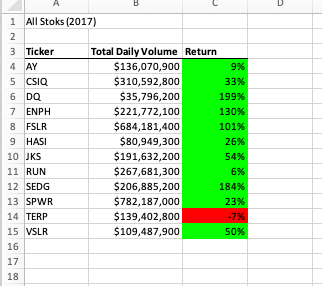 A B C D
1 All Stoks (2017)
2
3 Ticker Total Daily Volume Return
4 AY $136,070,900 9%
5 CSIQ $310,592,800 33%
6 DQ $35,796,200 199%
7 ENPH $221,772,100 130%
8 FSLR $684,181,400 101%
9 HASI $80,949,300 26%
10 JKS $191,632,200 54%
11 RUN $267,681,300 6%
12 SEDG $206,885,200 184%
13 SPWR $782,187,000 23%
14 TERP $139,402,800 -7%
15 VSLR $109,487,900 50%
16
17
18